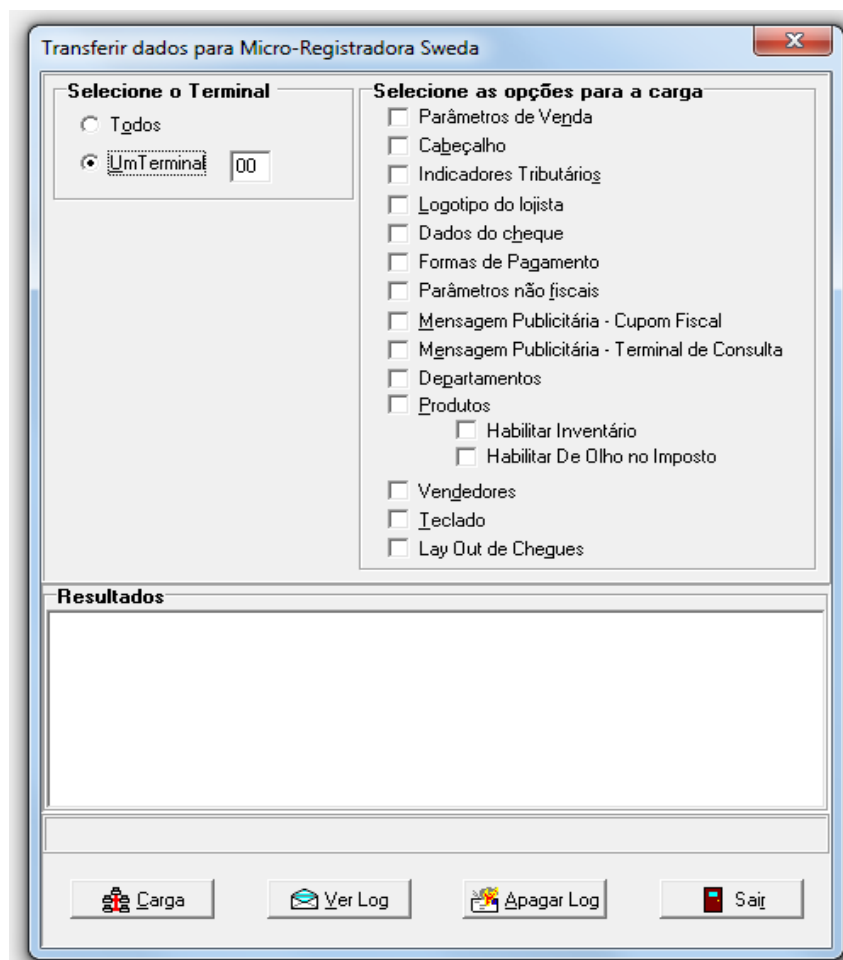 Transferir dados para Micro-Registradora Sweda
Selecione o Terminal
Todos
UmTerminal 00
Selecione as opções para a carga
Parâmetros de Venda
Cabeçalho
Indicadores Tributários
Logotipo do lojista
Dados do cheque
Formas de Pagamento
Parâmetros não fiscais
Mensagem Publicitária - Cupom Fiscal
Mensagem Publicitária - Terminal de Consulta
Departamentos
Produtos
Habilitar Inventário
Habilitar De Olho no Imposto
Vendedores
Teclado
Lay Out de Chegues
Resultados
Carga
Ver Log
Apagar Log
Sair